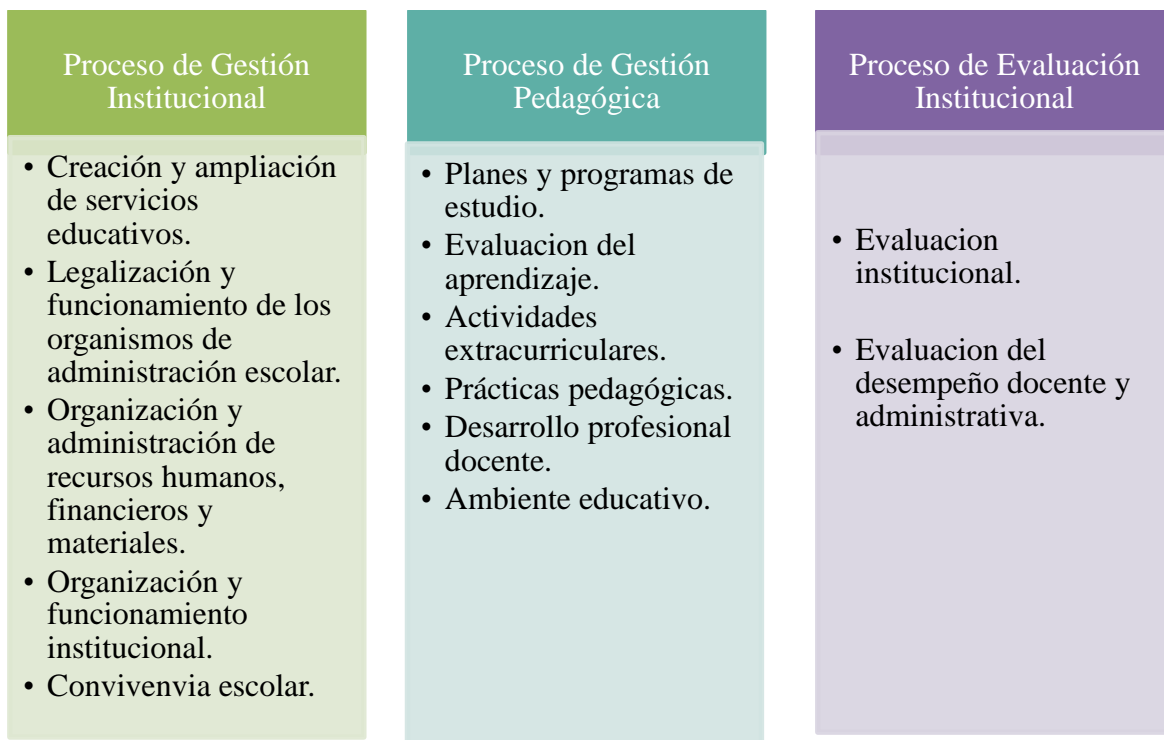 Proceso de Gestión
Institucional
• Creación y ampliación
de servicios
educativos.
• Legalización y
funcionamiento de los
organismos de
administración escolar.
• Organización y
administración de
recursos humanos,
financieros y
materiales.
• Organización y
funcionamiento
institucional.
• Convivenvia escolar.
Proceso de Gestión
Pedagógica
• Planes y programas de
estudio.
• Evaluacion del
aprendizaje.
• Actividades
extracurriculares.
• Prácticas pedagógicas.
• Desarrollo profesional
docente.
• Ambiente educativo.
Proceso de Evaluación
Institucional
• Evaluacion
institucional.
• Evaluacion del
desempeño docente y
administrativa.